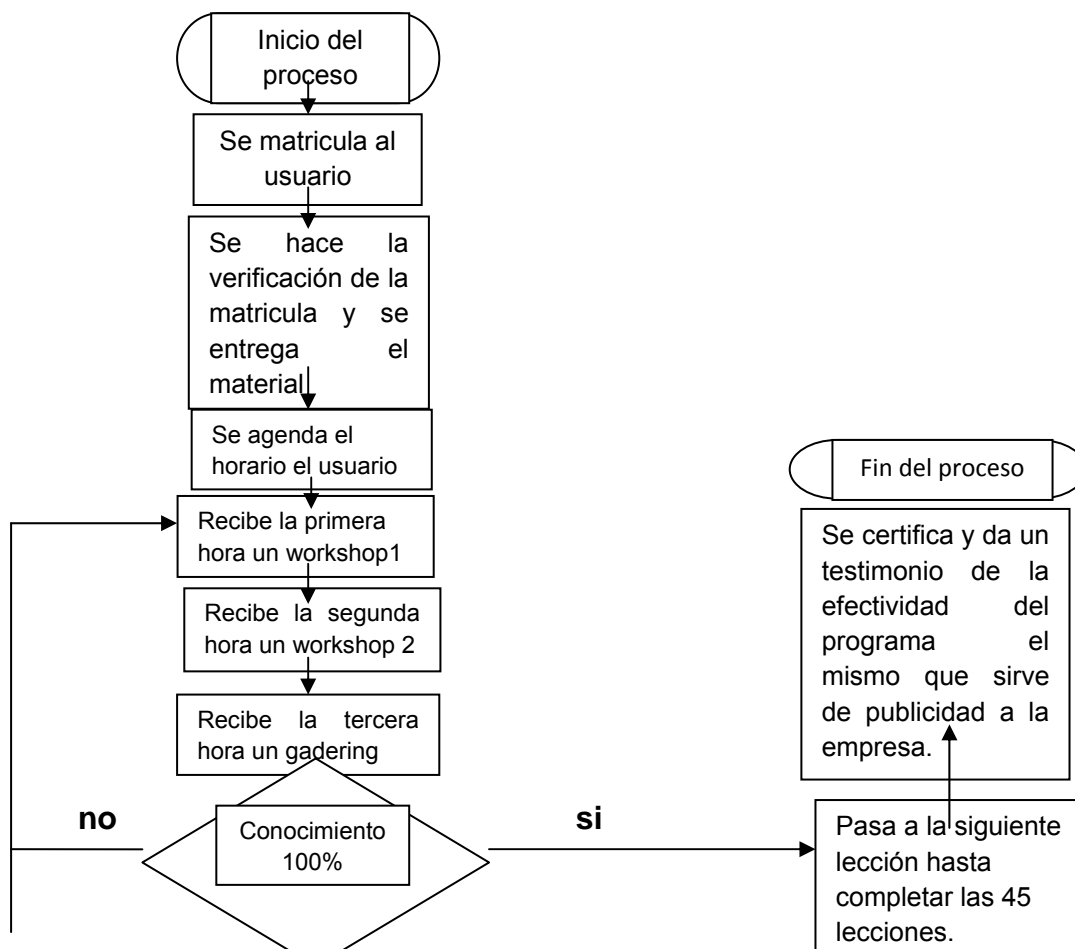 Inicio del
proceso
Se matricula al
usuario
Se hace la
verificación de la
matricula y se
entrega el
material
Se agenda el
horario el usuario
Recibe la primera
hora un workshop1
Recibe la segunda
hora un workshop 2
Recibe la tercera
hora un gadering
no
Conocimiento
100%
si
Fin del proceso
Se certifica y da un
testimonio de la
efectividad del
programa el
mismo que sirve
de publicidad a la
empresa.
Pasa a la siguiente
lección hasta
completar las 45
lecciones.